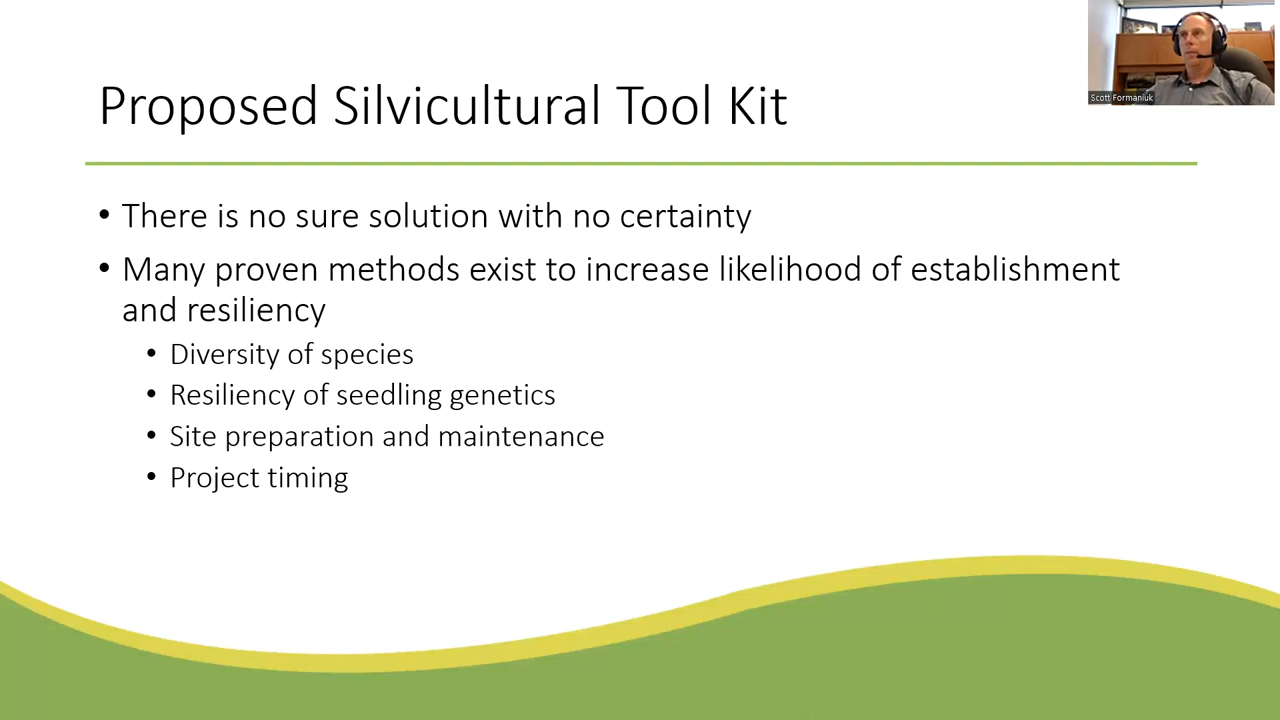 Scott Formaniuk
Proposed Silvicultural Tool Kit
• There is no sure solution with no certainty
• Many proven methods exist to increase likelihood of establishment
and resiliency
• Diversity of species
• Resiliency of seedling genetics
• Site preparation and maintenance
• Project timing